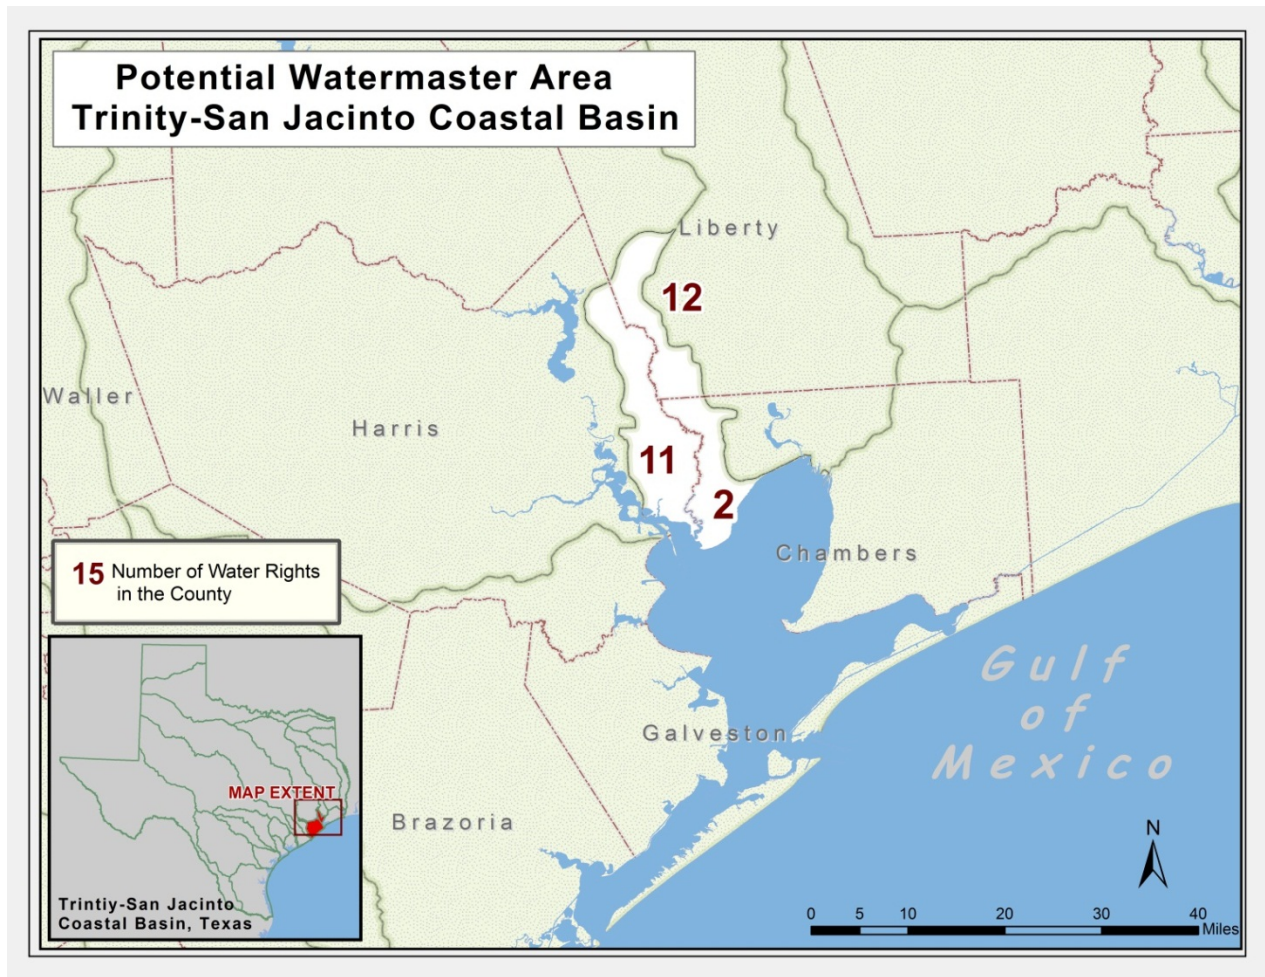 Potential Watermaster Area
Trinity-San Jacinto Coastal Basin
Liberty
12
Waller
Harris
11
2
Chambers
15 Number of Water Rights
in the County
Gulf
of
Mexico
Galveston
MAP EXTENT
Brazoria
N
Trintiy-San Jacinto
Coastal Basin, Texas
0 5 10 20 30 40
Miles